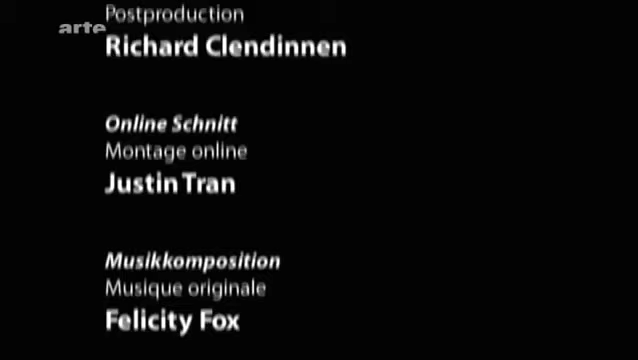 Postproduction
arte
Richard Clendinnen
Online Schnitt
Montage online
Justin Tran
Musikkomposition
Musique originale
Felicity Fox